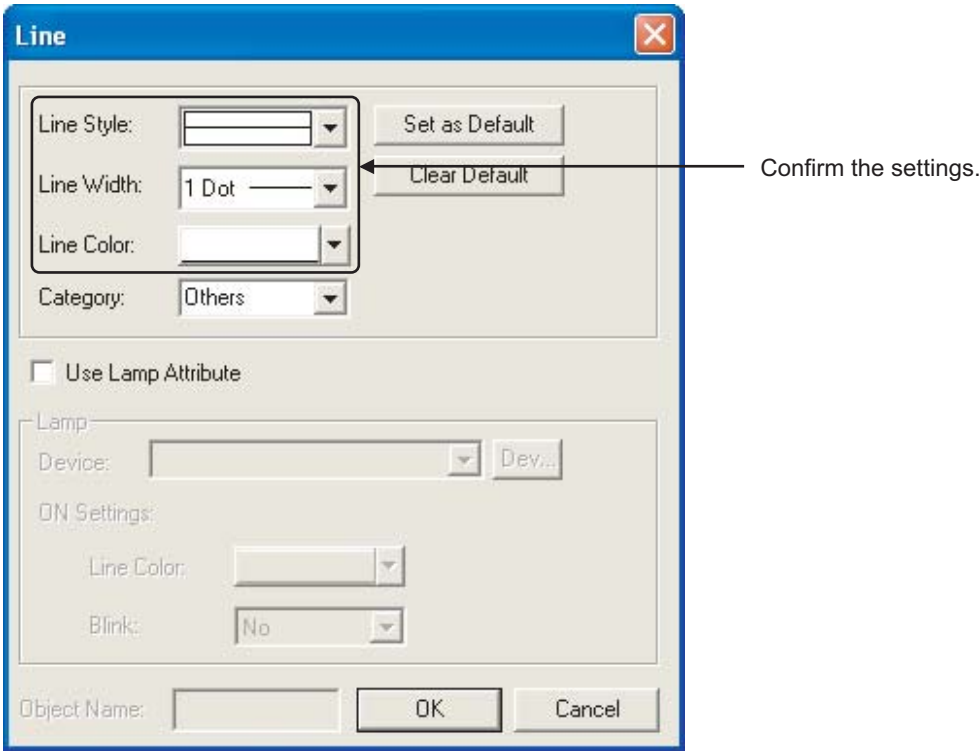 Line
Line Style:
Set as Default
Line Width:
1 Dot
Clear Default
Confirm the settings.
Line Color:
Category:
Others
Use Lamp Attribute
Lamp
Device:
Dev...
ON Settings:
Line Color:
Blink:
No
Object Name:
OK
Cancel